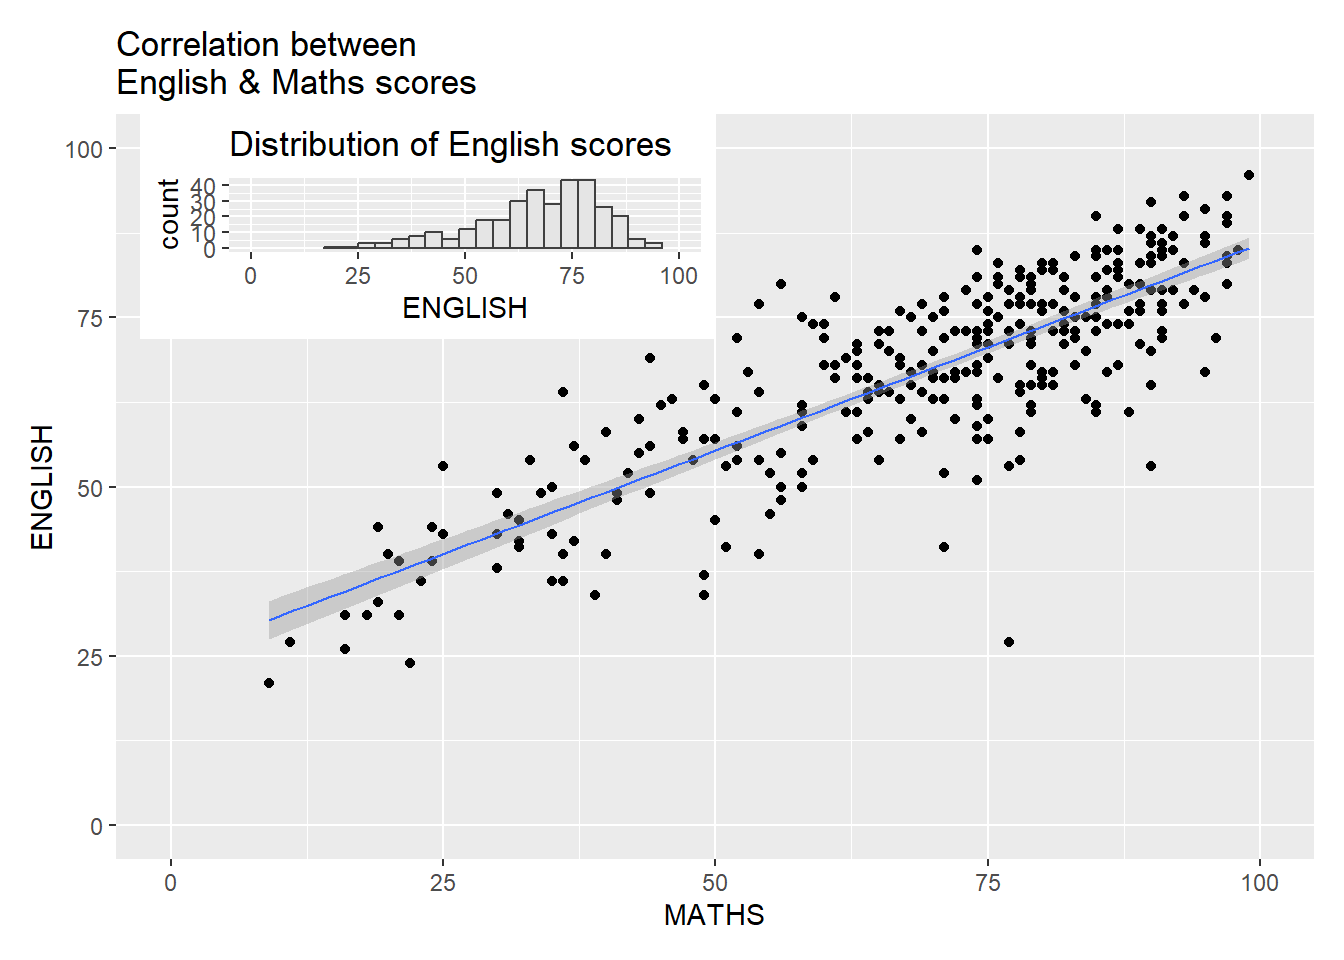 Correlation between
English & Maths scores
Distribution of English scores
count
40
30
20
10
0
0 25 50 75 100
ENGLISH
ENGLISH
100
75
50
25
0
0 25 50 75 100
MATHS